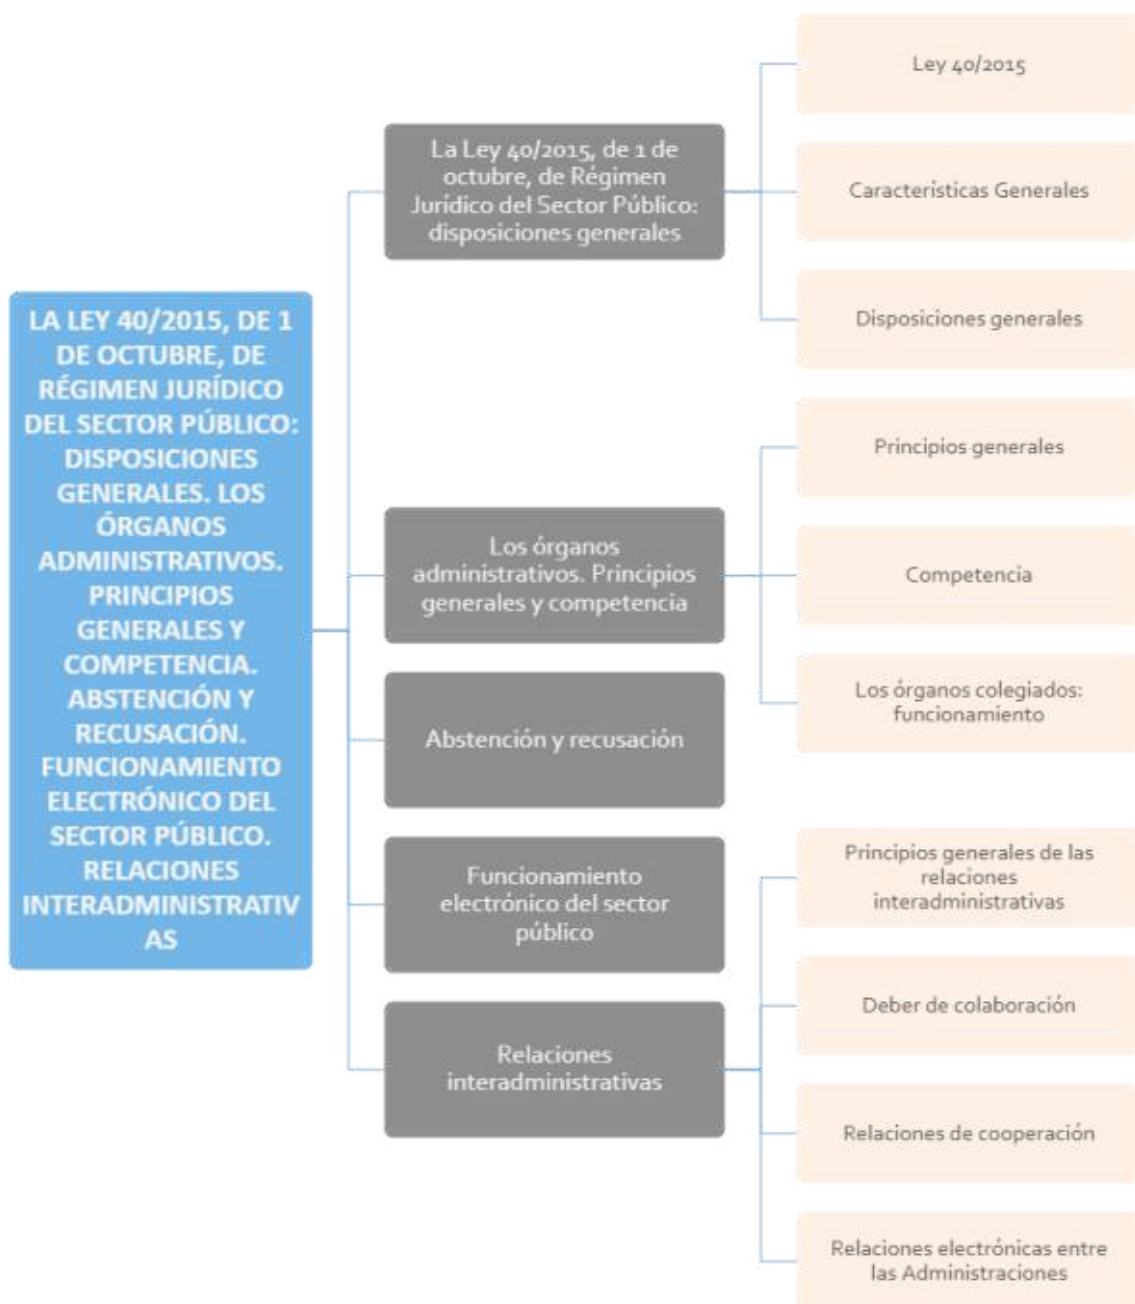 LA LEY 40/2015, DE 1
DE OCTUBRE, DE
RÉGIMEN JURÍDICO
DEL SECTOR PÚBLICO:
DISPOSICIONES
GENERALES. LOS
ÓRGANOS
ADMINISTRATIVOS.
PRINCIPIOS
GENERALES Y
COMPETENCIA.
ABSTENCIÓN Y
RECUSACIÓN.
FUNCIONAMIENTO
ELECTRÓNICO DEL
SECTOR PÚBLICO.
RELACIONES
INTERADMINISTRATIV
AS
La Ley 40/2015, de 1 de
octubre, de Régimen
Jurídico del Sector Público:
disposiciones generales
Ley 40/2015
Características Generales
Disposiciones generales
Los órganos
administrativos. Principios
generales y competencia
Principios generales
Competencia
Los órganos colegiados:
funcionamiento
Abstención y recusación
Funcionamiento
electrónico del sector
público
Relaciones
interadministrativas
Principios generales de las
relaciones
interadministrativas
Deber de colaboración
Relaciones de cooperación
Relaciones electrónicas entre
las Administraciones